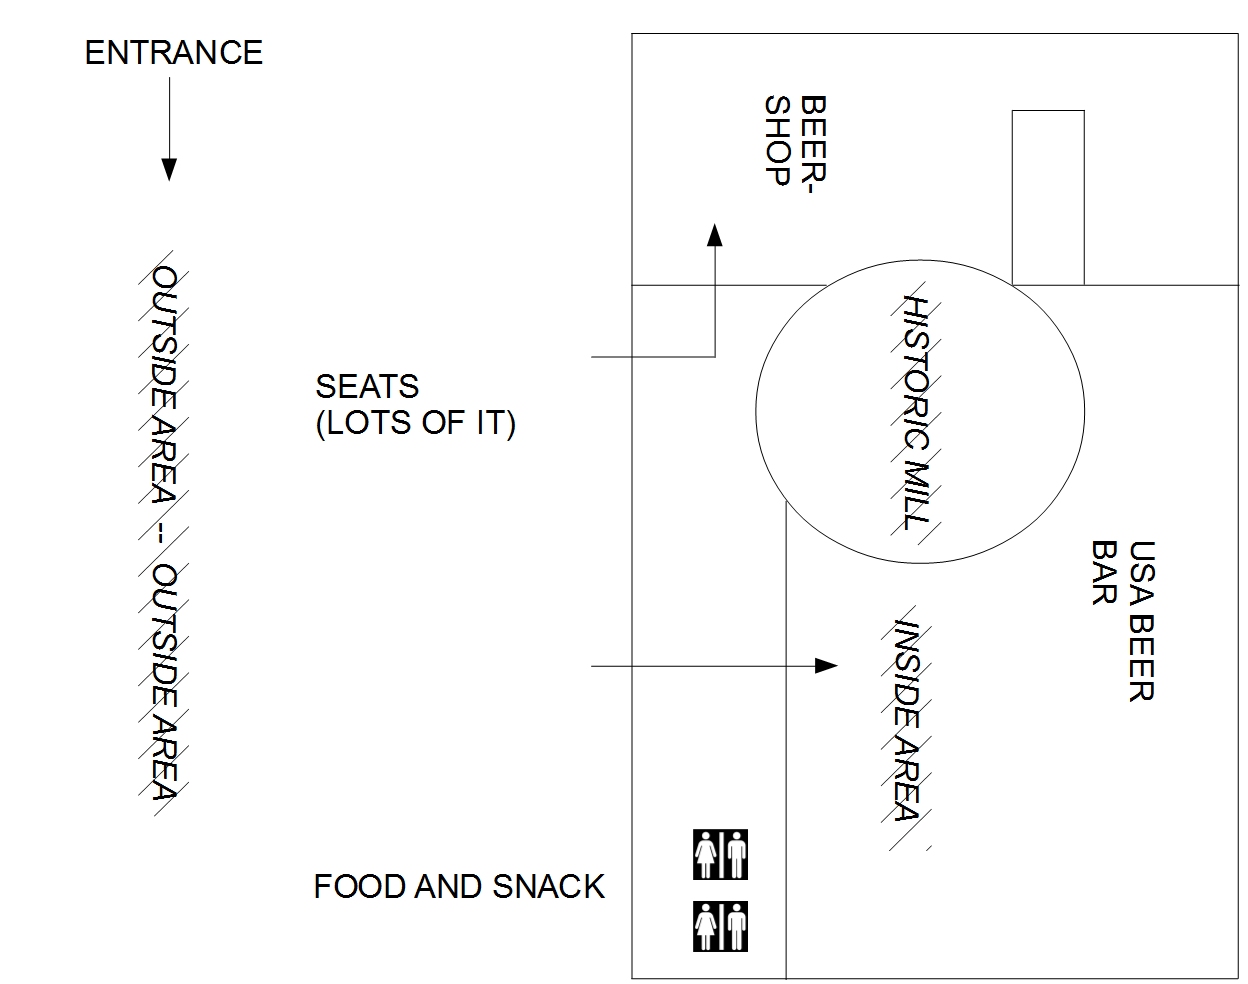 ENTRANCE
OUTSIDE AREA -- OUTSIDE AREA
SEATS
(LOTS OF IT)
FOOD AND SNACK
BEER-
SHOP
HISTORIC MILL
USA BEER
BAR
INSIDE AREA